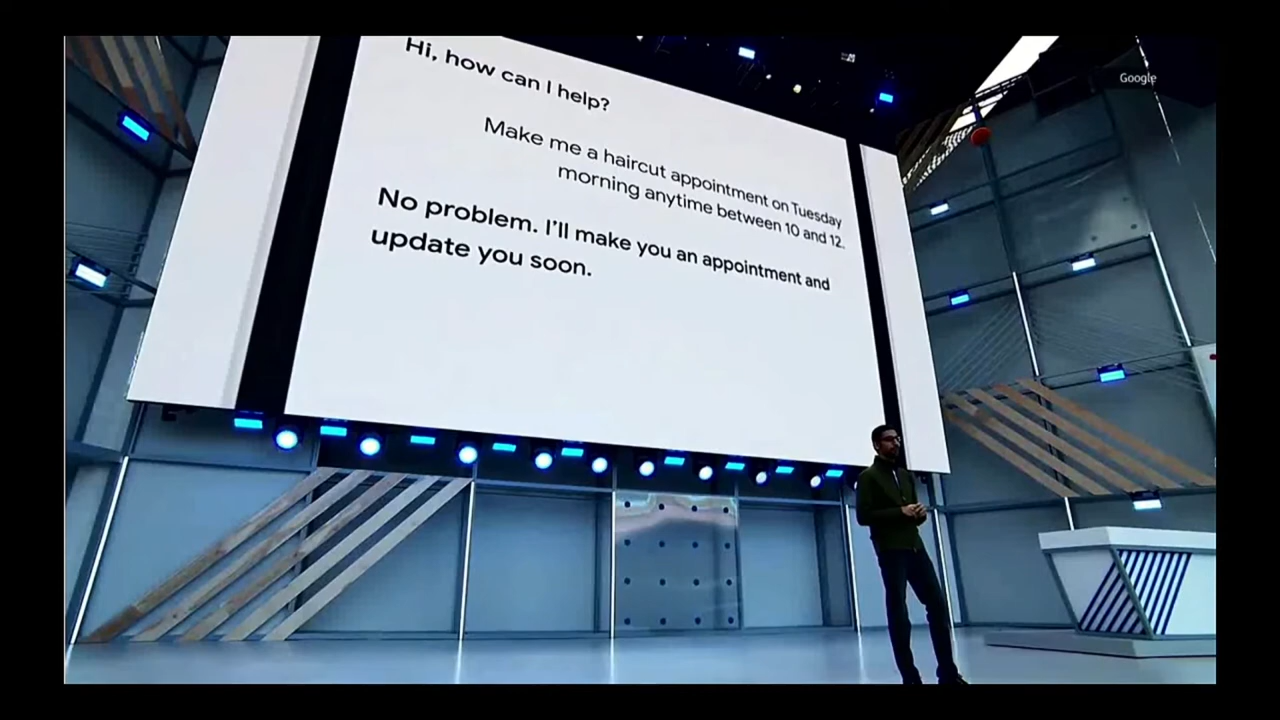 Hi, how can I help?
Make me a haircut appointment on Tuesday
morning anytime between 10 and 12.
No problem. I'll make you an appointment and
update you soon.
Google